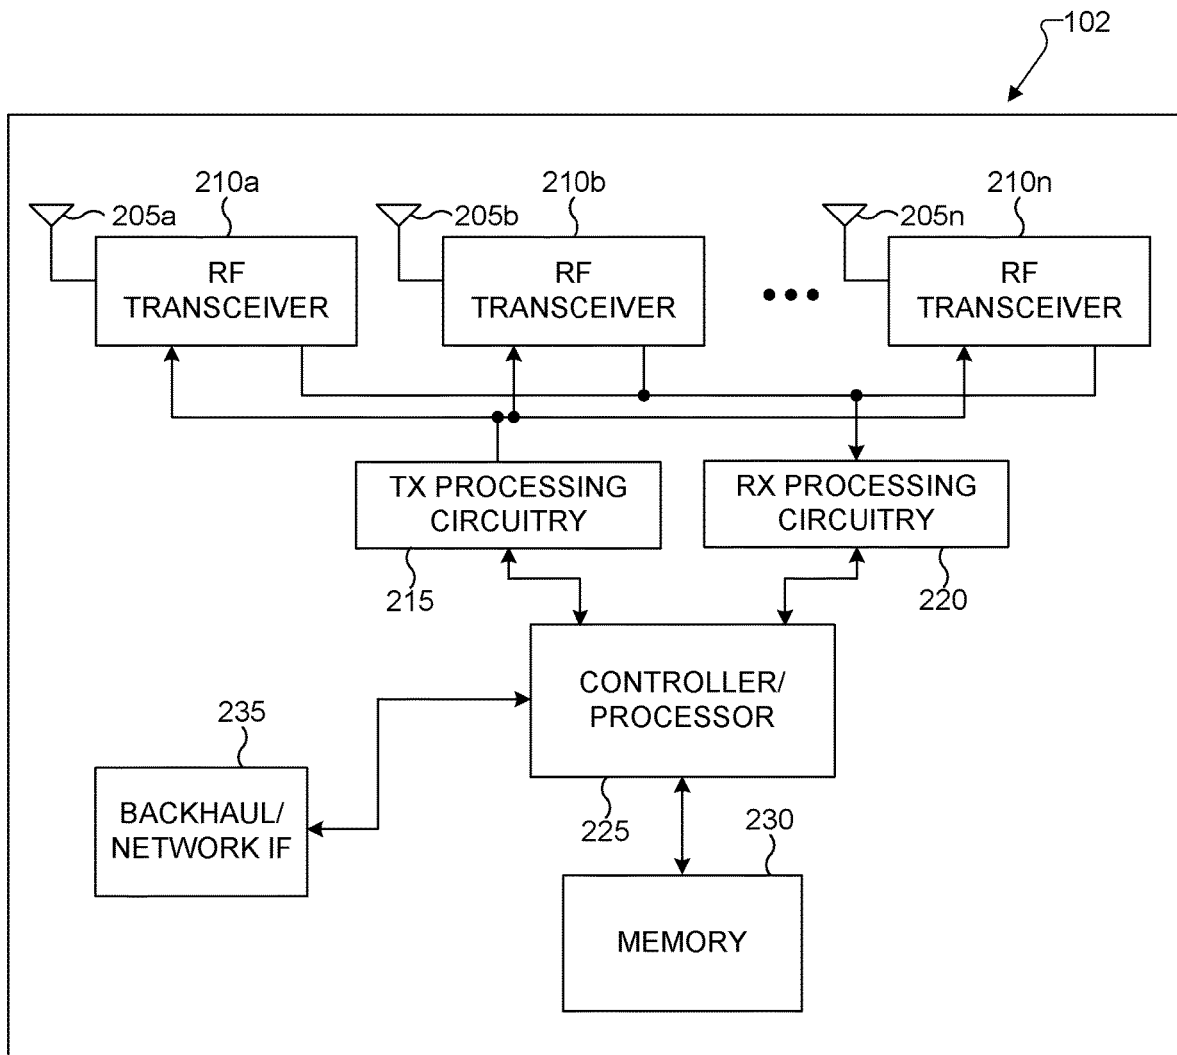 102
210a
210b
210n
205a
205b
205n
RF
TRANSCEIVER
RF
TRANSCEIVER
RF
TRANSCEIVER
TX PROCESSING
CIRCUITRY
RX PROCESSING
CIRCUITRY
215
220
CONTROLLER/
PROCESSOR
235
BACKHAUL/
NETWORK IF
225
230
MEMORY